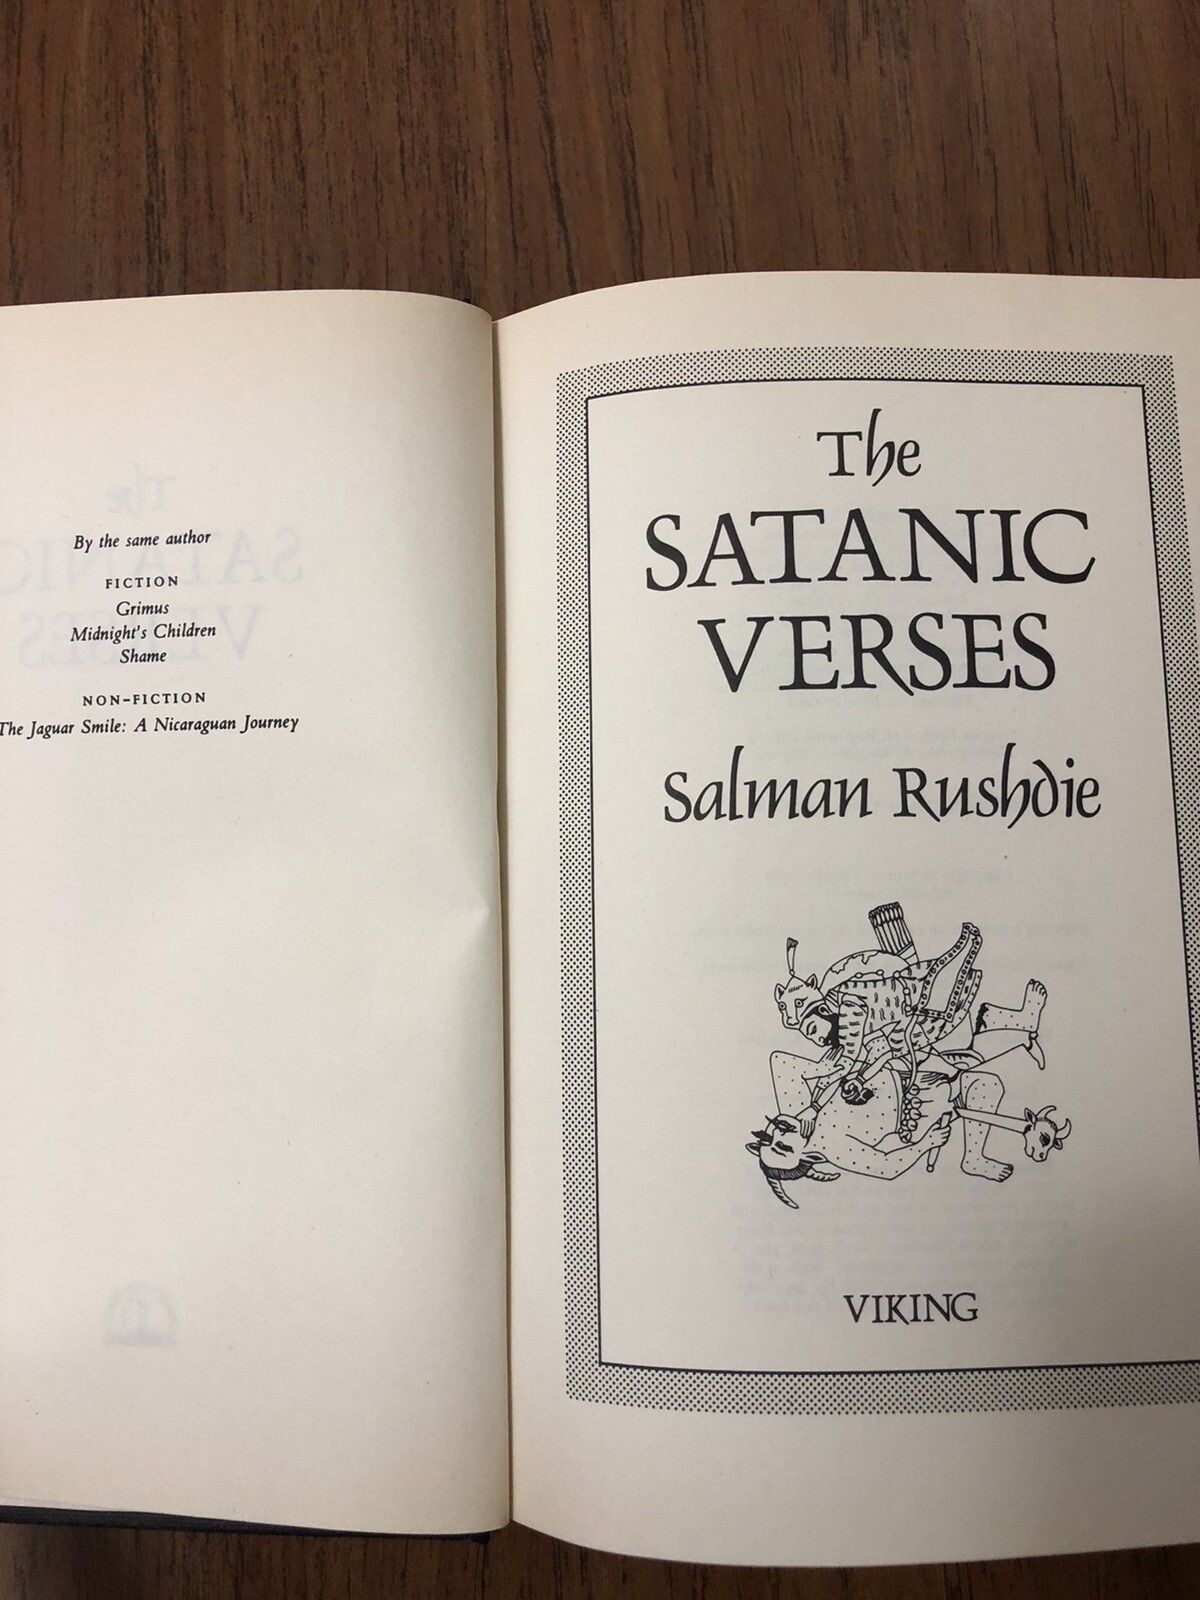 By the same author
FICTION
Grimus
Midnight's Children
Shame
NON-FICTION
The Jaguar Smile: A Nicaraguan Journey
The
SATANIC
VERSES
Salman Rushdie
VIKING